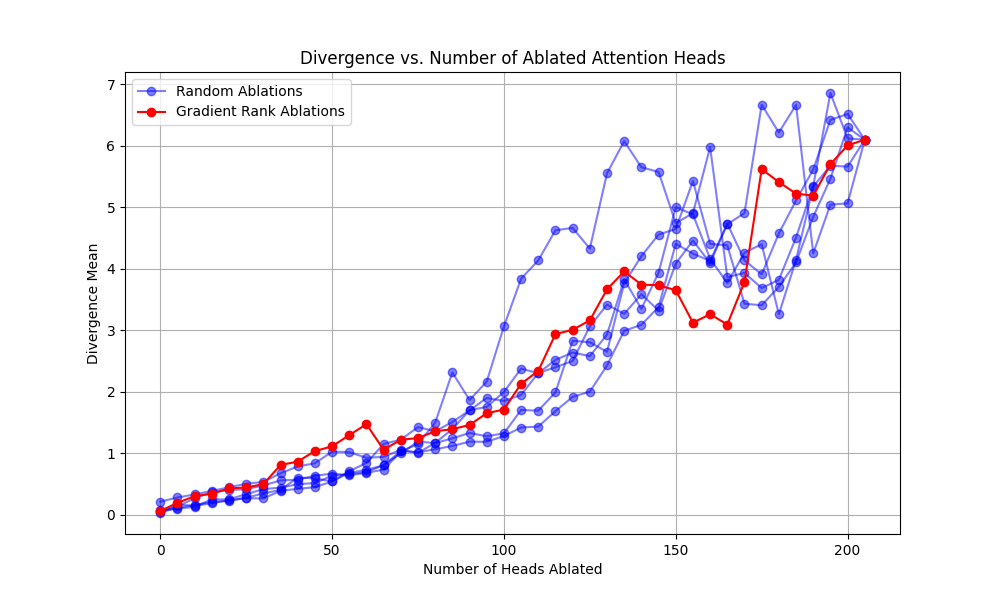 Divergence vs. Number of Ablated Attention Heads
Random Ablations
Gradient Rank Ablations
7
6
5
4
3
2
1
0
Divergence Mean
0 50 100 150 200
Number of Heads Ablated